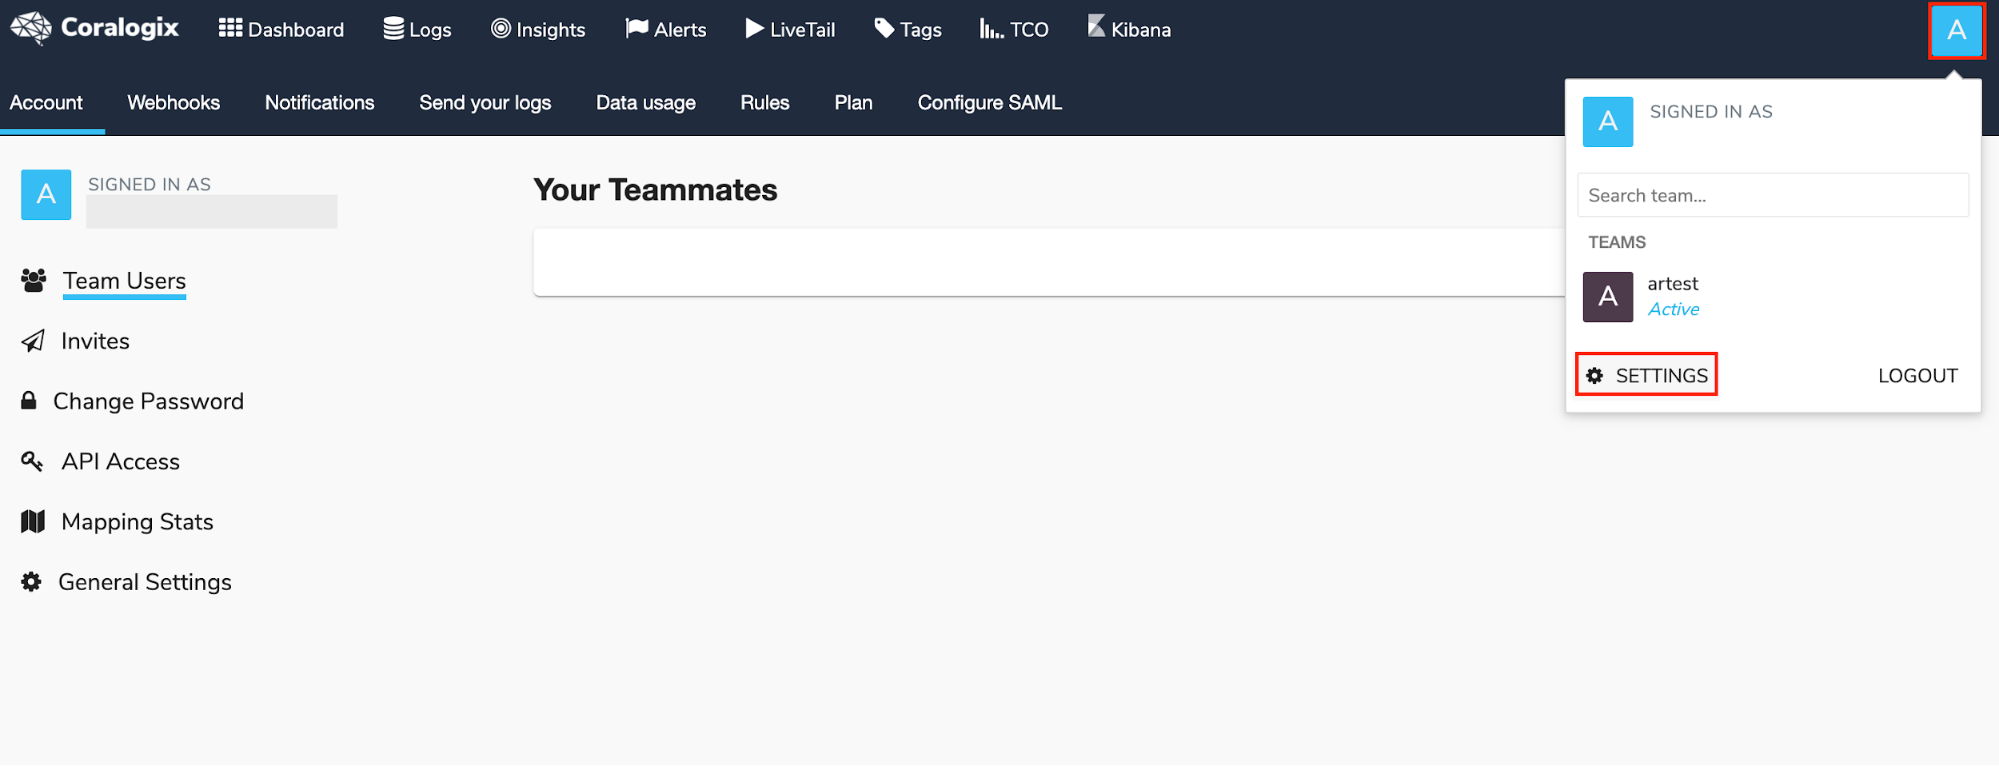 Coralogix Dashboard Logs Insights Alerts LiveTail Tags TCO Kibana A
Account Webhooks Notifications Send your logs Data usage Rules Plan Configure SAML
A SIGNED IN AS
Search team...
TEAMS
A artest
Active
SETTINGS LOGOUT
A SIGNED IN AS
Team Users
Invites
Change Password
API Access
Mapping Stats
General Settings
Your Teammates